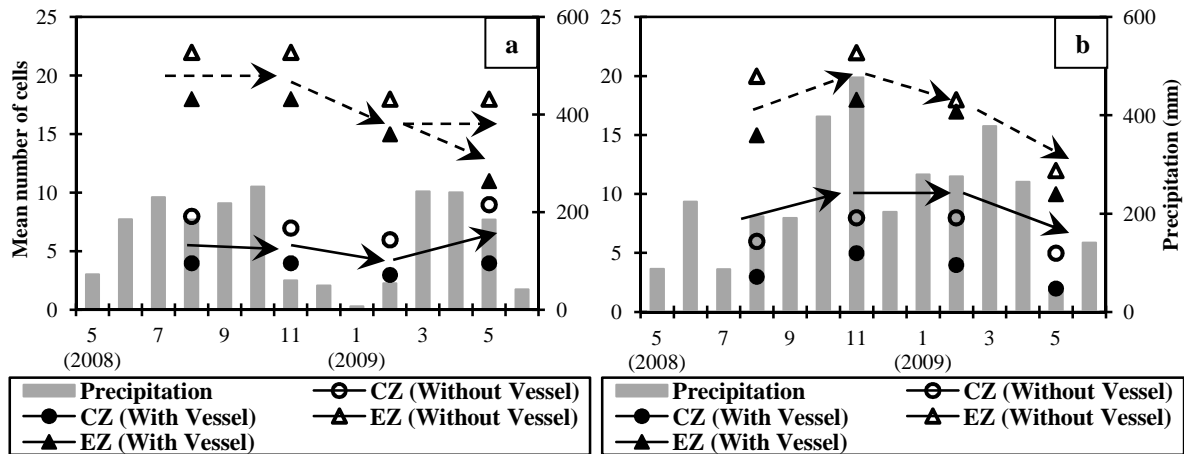 25
20
15
10
5
0
Mean number of cells
a
600
400
200
0
5 7 9 11 1 3 5
(2008) (2009)
Precipitation CZ (Without Vessel)
CZ (With Vessel) EZ (Without Vessel)
EZ (With Vessel)
25
20
15
10
5
0
b
600
400
200
0
Precipitation (mm)
5 7 9 11 1 3 5
(2008) (2009)
Precipitation CZ (Without Vessel)
CZ (With Vessel) EZ (Without Vessel)
EZ (With Vessel)